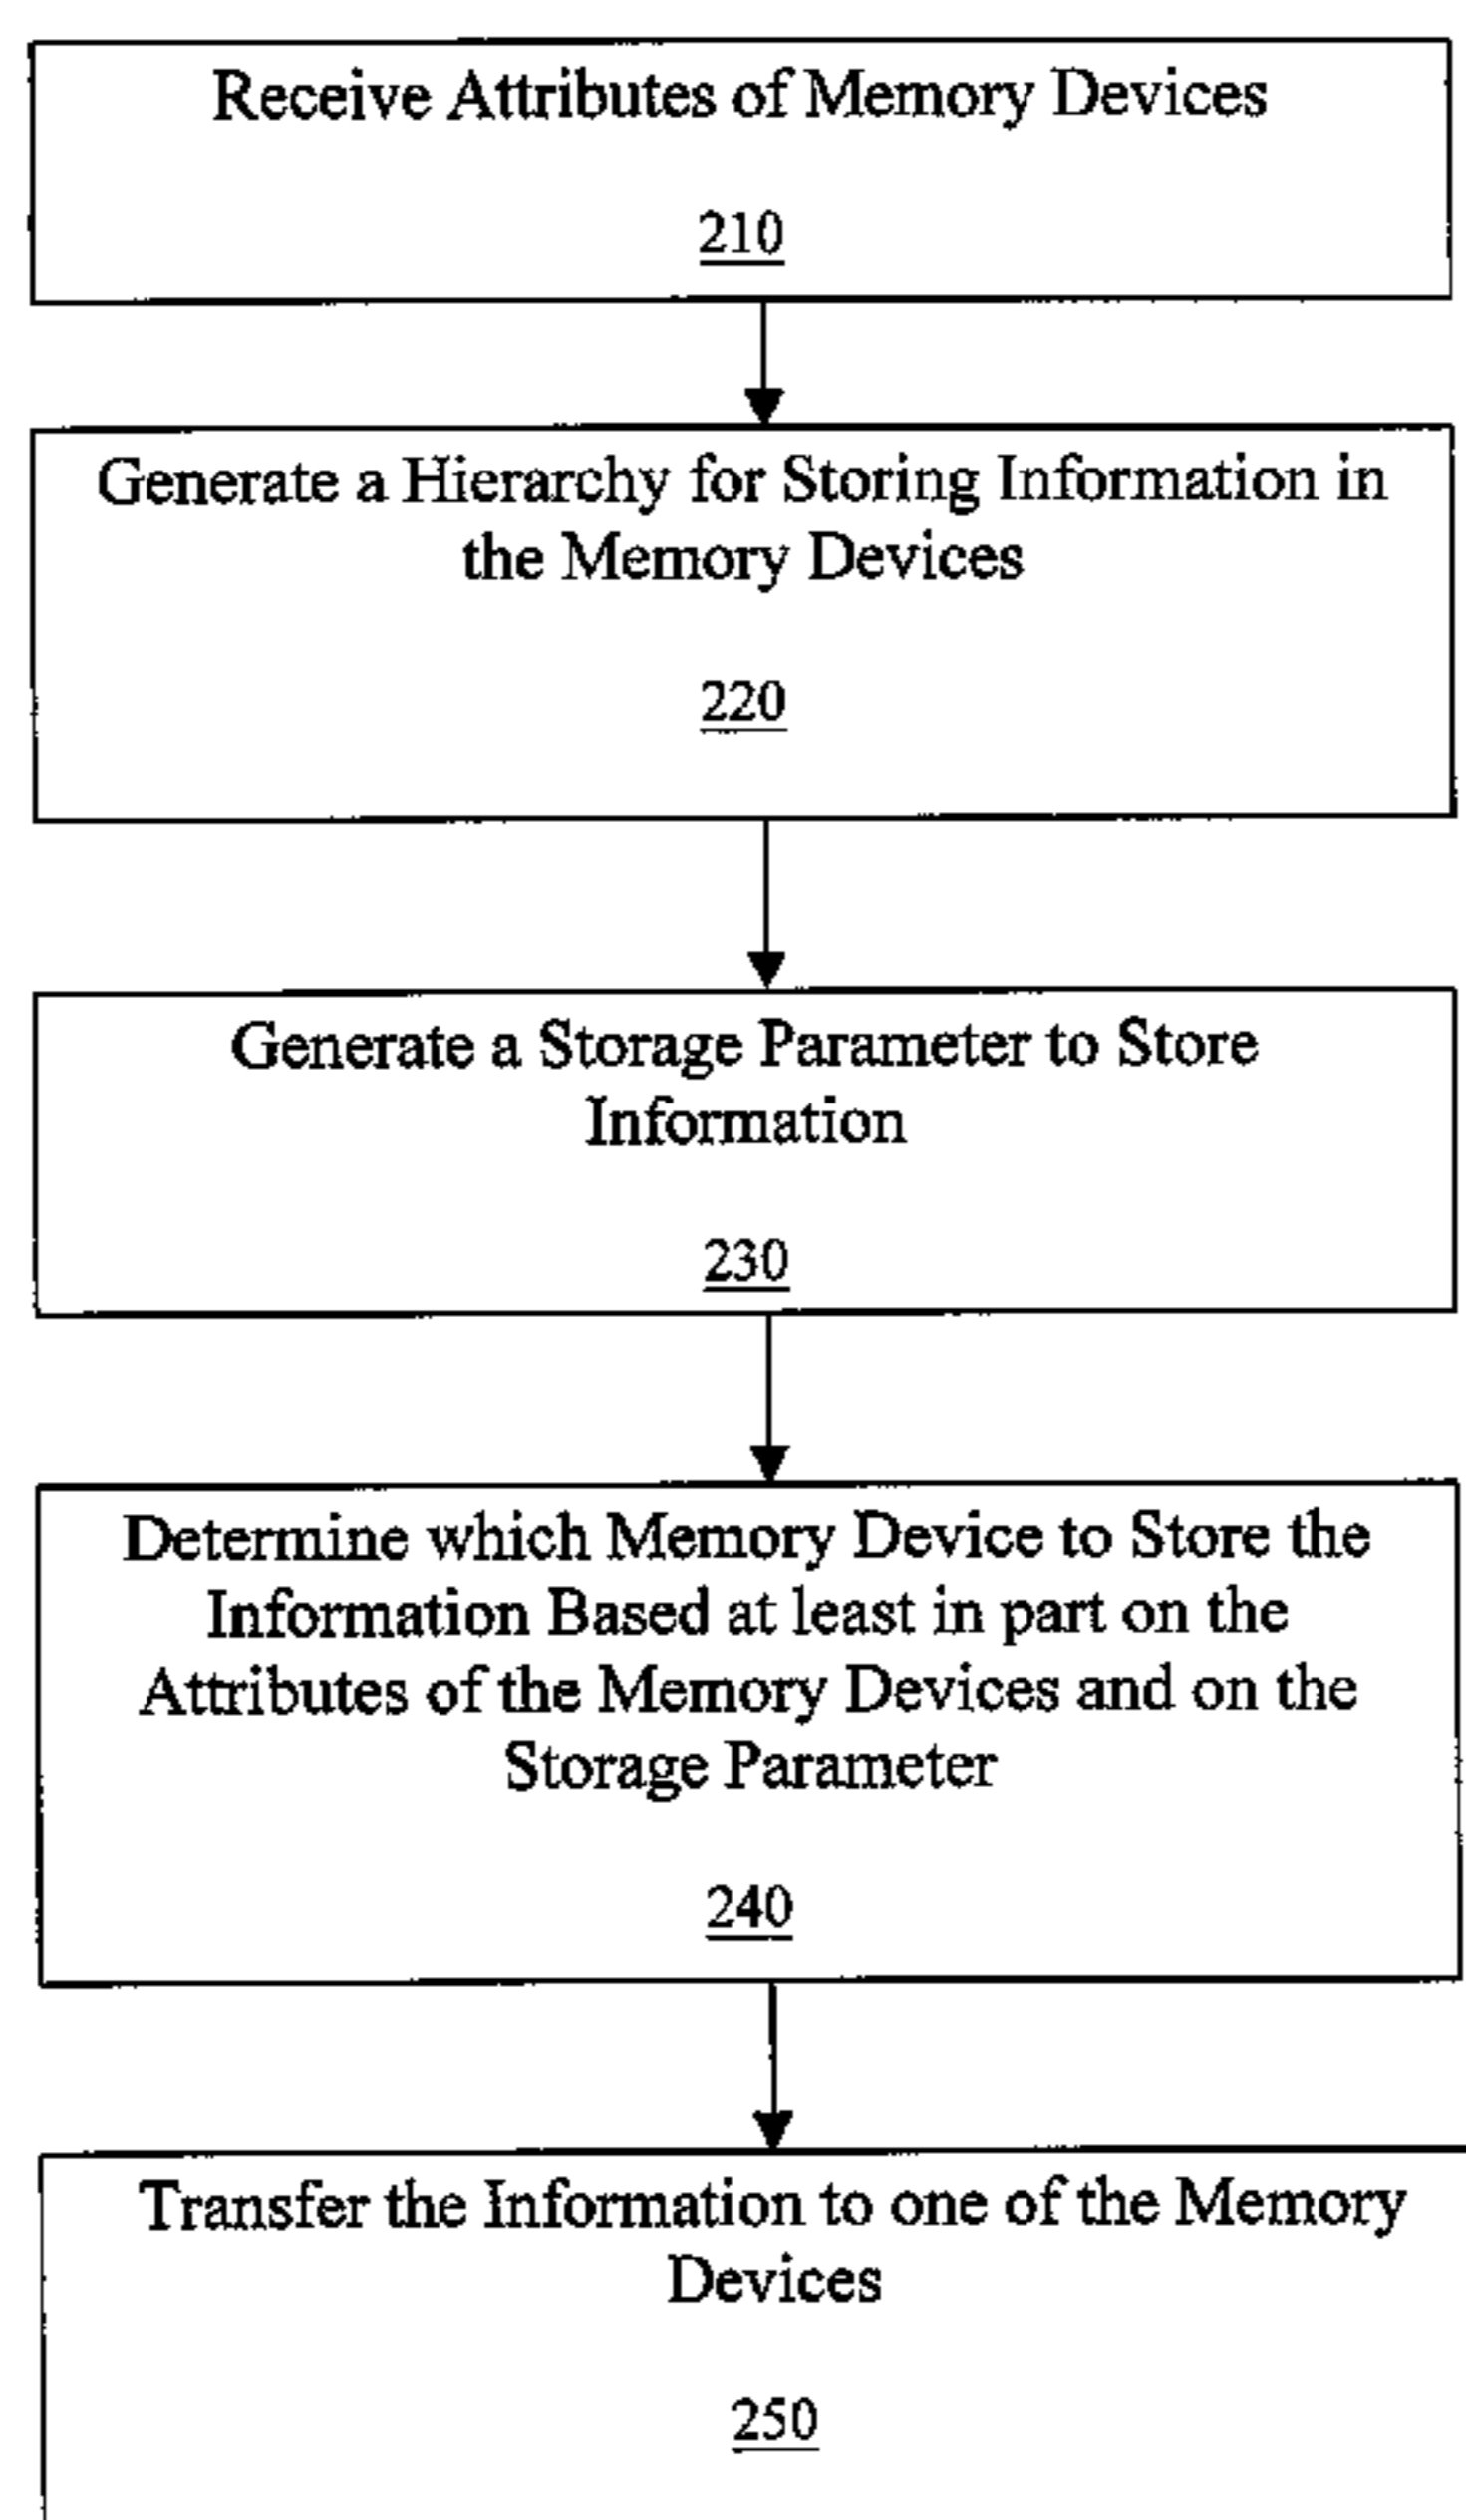 Receive Attributes of Memory Devices
210
Generate a Hierarchy for Storing Information in
the Memory Devices
220
Generate a Storage Parameter to Store
Information
230
Determine which Memory Device to Store the
Information Based at least in part on the
Attributes of the Memory Devices and on the
Storage Parameter
240
Transfer the Information to one of the Memory
Devices
250